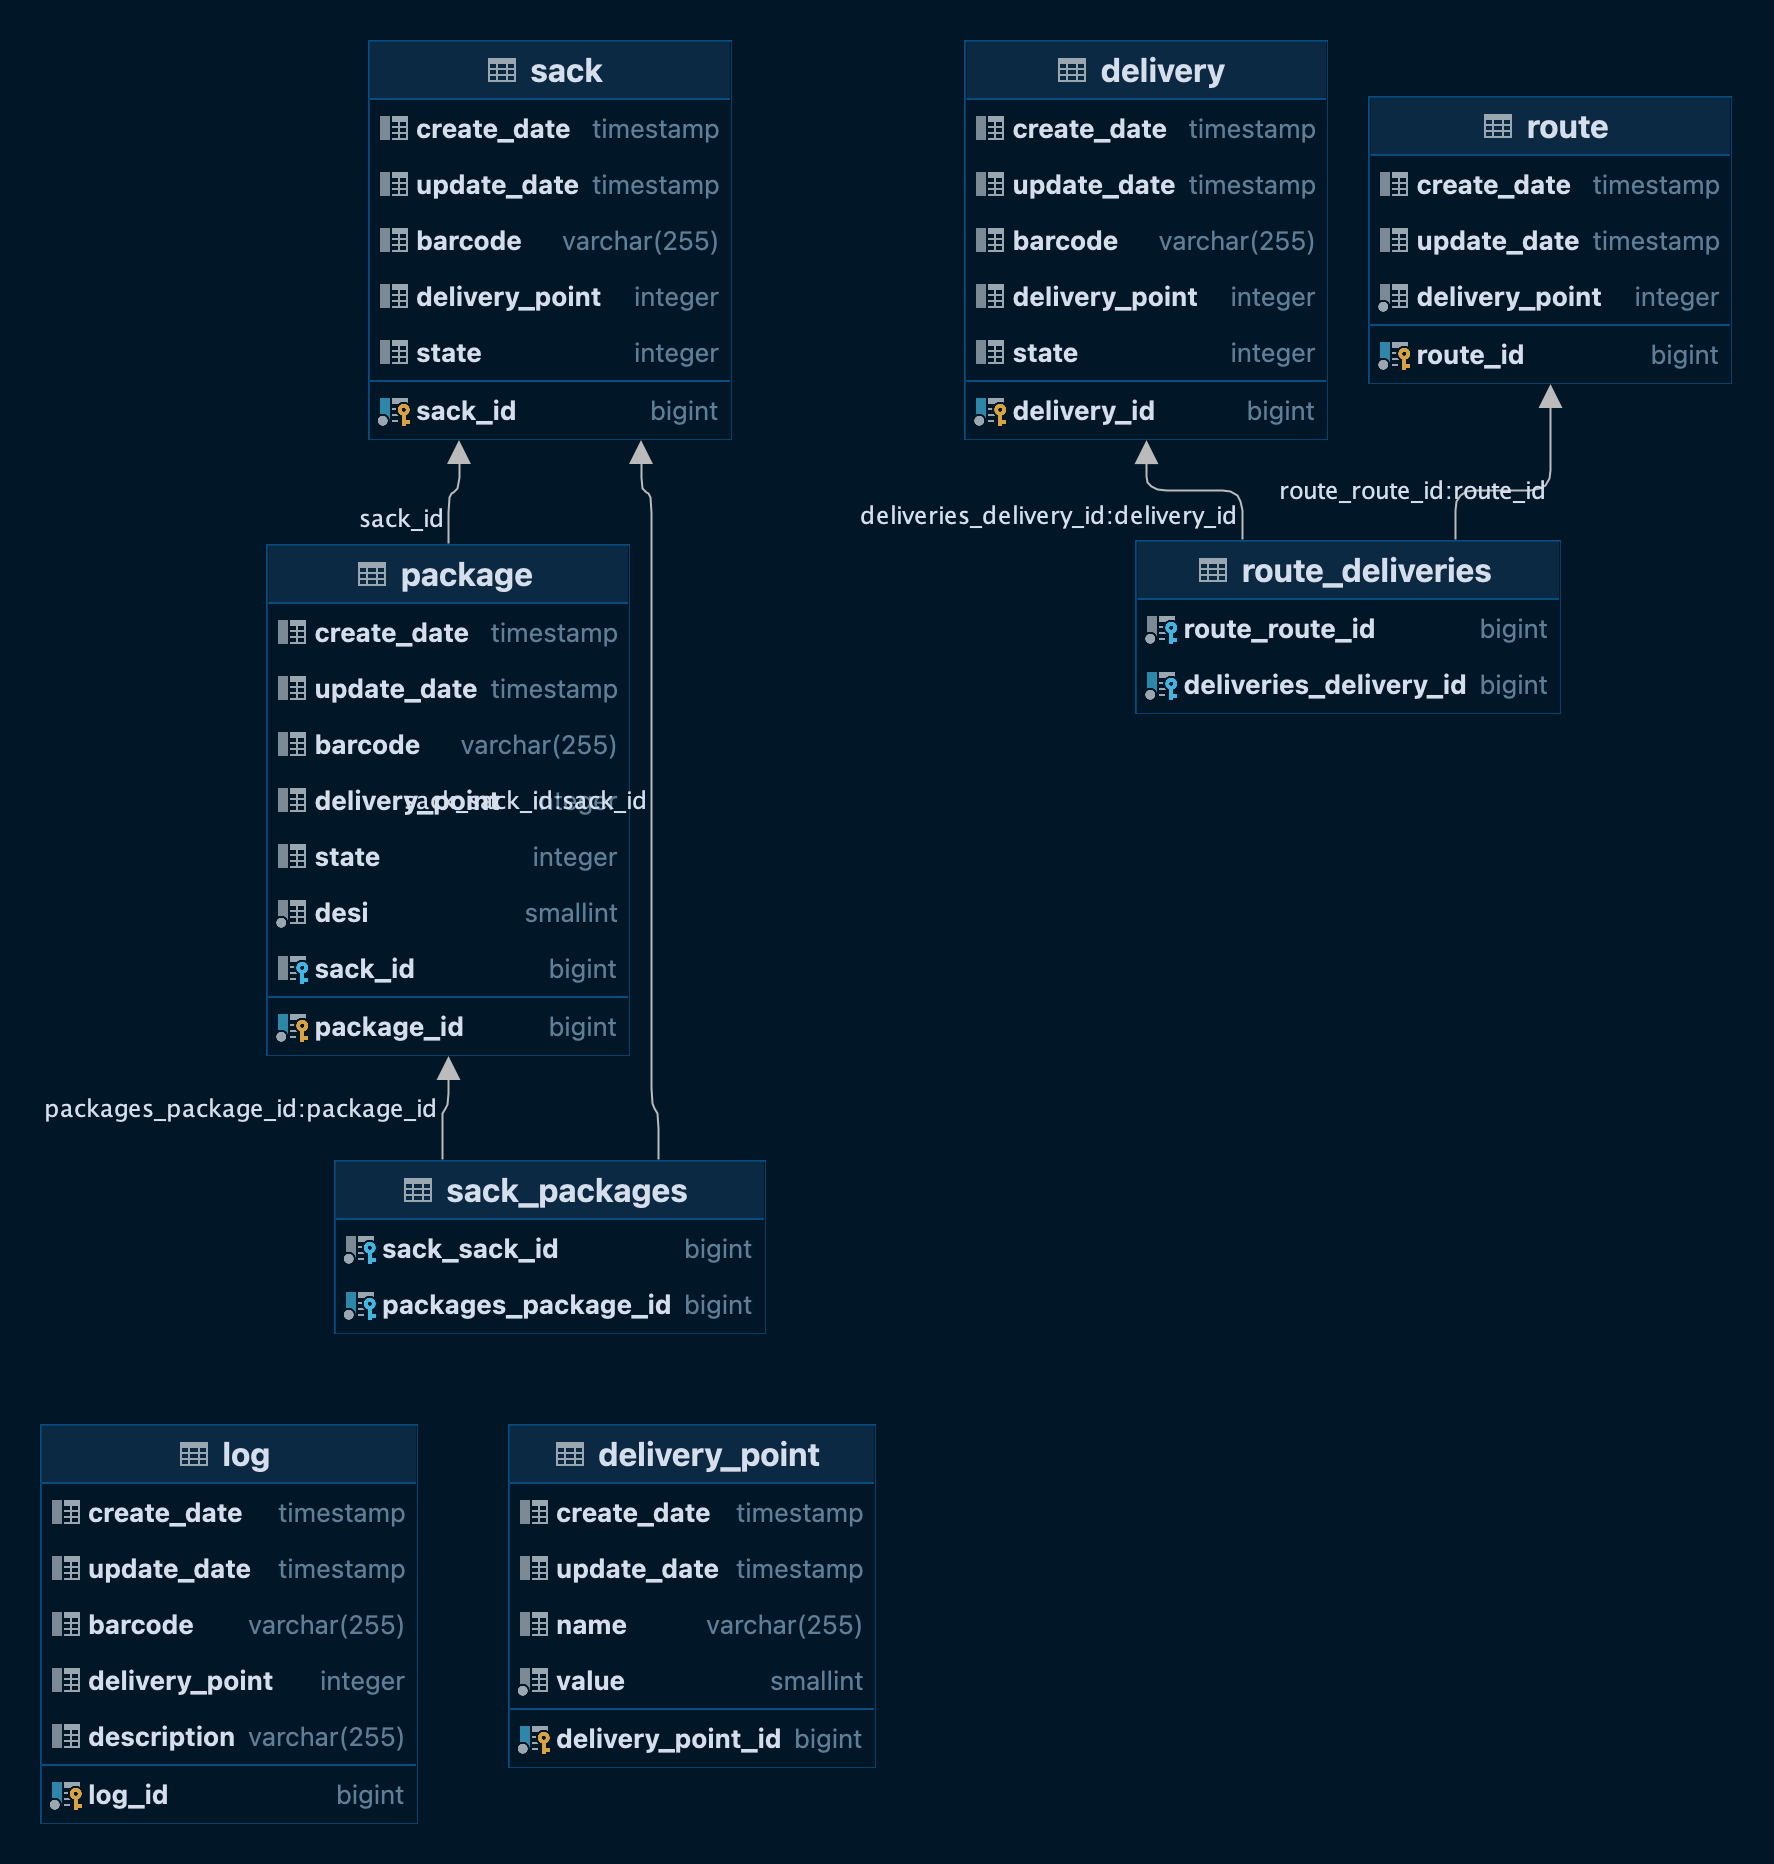 sack
create_date timestamp
update_date timestamp
barcode varchar(255)
delivery_point integer
state integer
sack_id bigint
delivery
create_date timestamp
update_date timestamp
barcode varchar(255)
delivery_point integer
state integer
delivery_id bigint
route
create_date timestamp
update_date timestamp
delivery_point integer
route_id bigint
sack_id
route_route_id:route_id
deliveries_delivery_id:delivery_id
package
create_date timestamp
update_date timestamp
barcode varchar(255)
delivery_point integer
sack_sack_id:sack_id
state integer
desi smallint
sack_id bigint
package_id bigint
route_deliveries
route_route_id bigint
deliveries_delivery_id bigint
packages_package_id:package_id
sack_packages
sack_sack_id bigint
packages_package_id bigint
log
create_date timestamp
update_date timestamp
barcode varchar(255)
delivery_point integer
description varchar(255)
log_id bigint
delivery_point
create_date timestamp
update_date timestamp
name varchar(255)
value smallint
delivery_point_id bigint